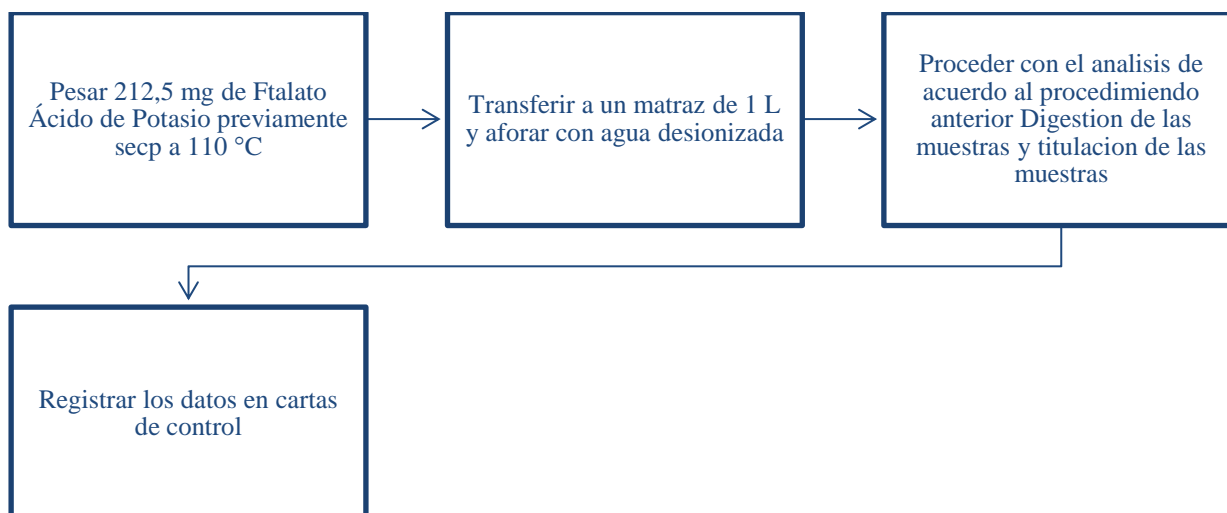 Pesar 212,5 mg de Ftalato
Ácido de Potasio previamente
secp a 110 °C
Transferir a un matraz de 1 L
y aforar con agua desionizada
Proceder con el analisis de
acuerdo al procedimiendo
anterior Digestion de las
muestras y titulacion de las
muestras
Registrar los datos en cartas
de control